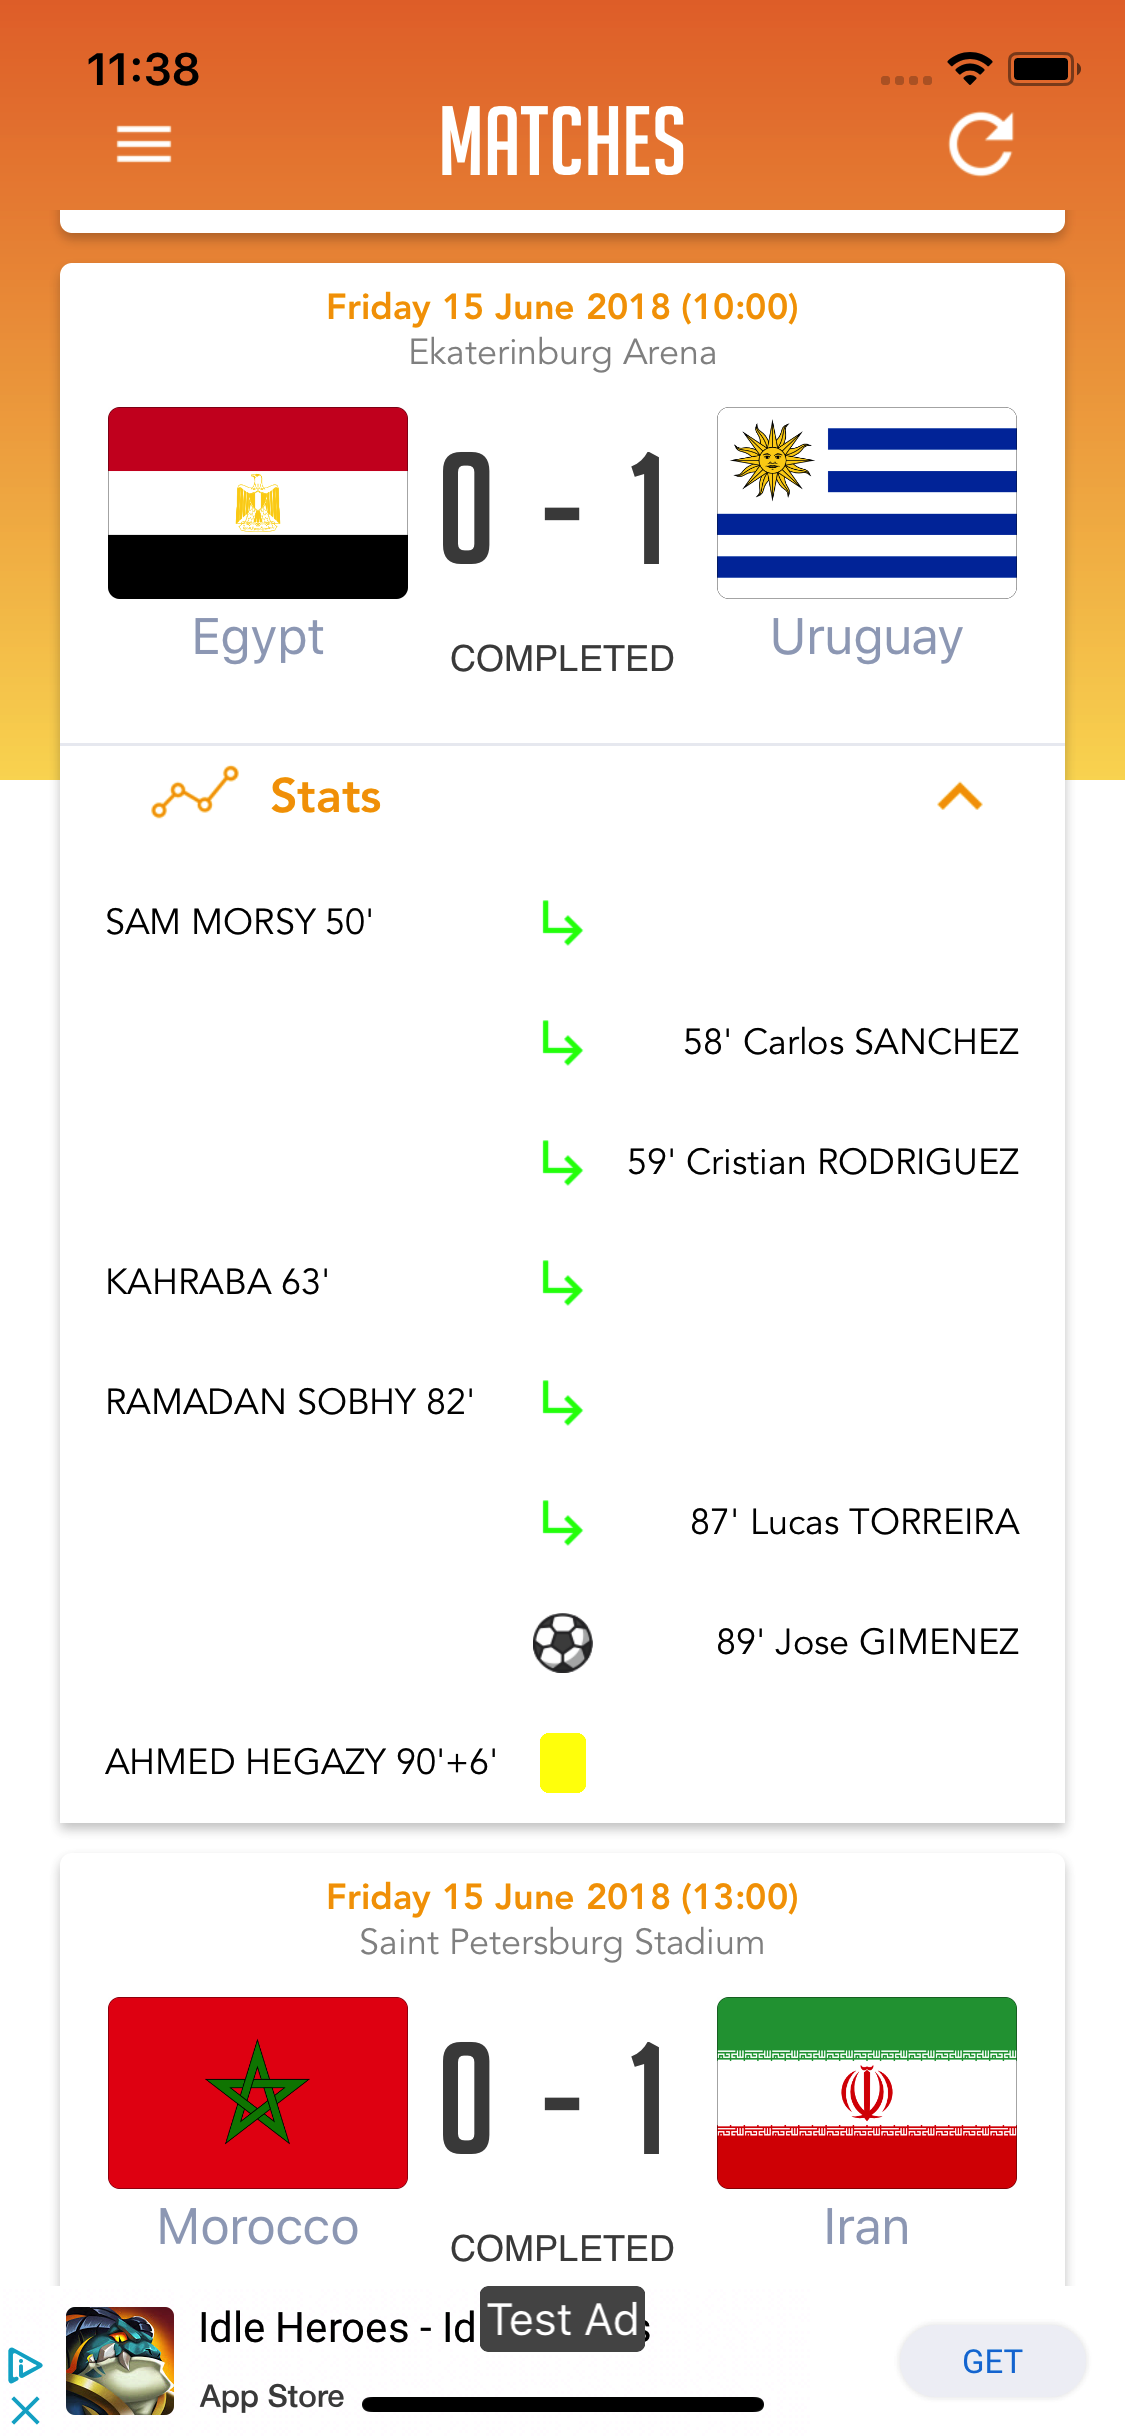 11:38
MATCHES
Friday 15 June 2018 (10:00)
Ekaterinburg Arena
0 - 1
Egypt
Uruguay
COMPLETED
Stats
SAM MORSY 50'
58' Carlos SANCHEZ
59' Cristian RODRIGUEZ
KAHRABA 63'
RAMADAN SOBHY 82'
87' Lucas TORREIRA
89' Jose GIMENEZ
AHMED HEGAZY 90'+6'
Friday 15 June 2018 (13:00)
Saint Petersburg Stadium
0 - 1
Morocco
Iran
COMPLETED
Idle Heroes - Id
Test Ad
App Store
GET